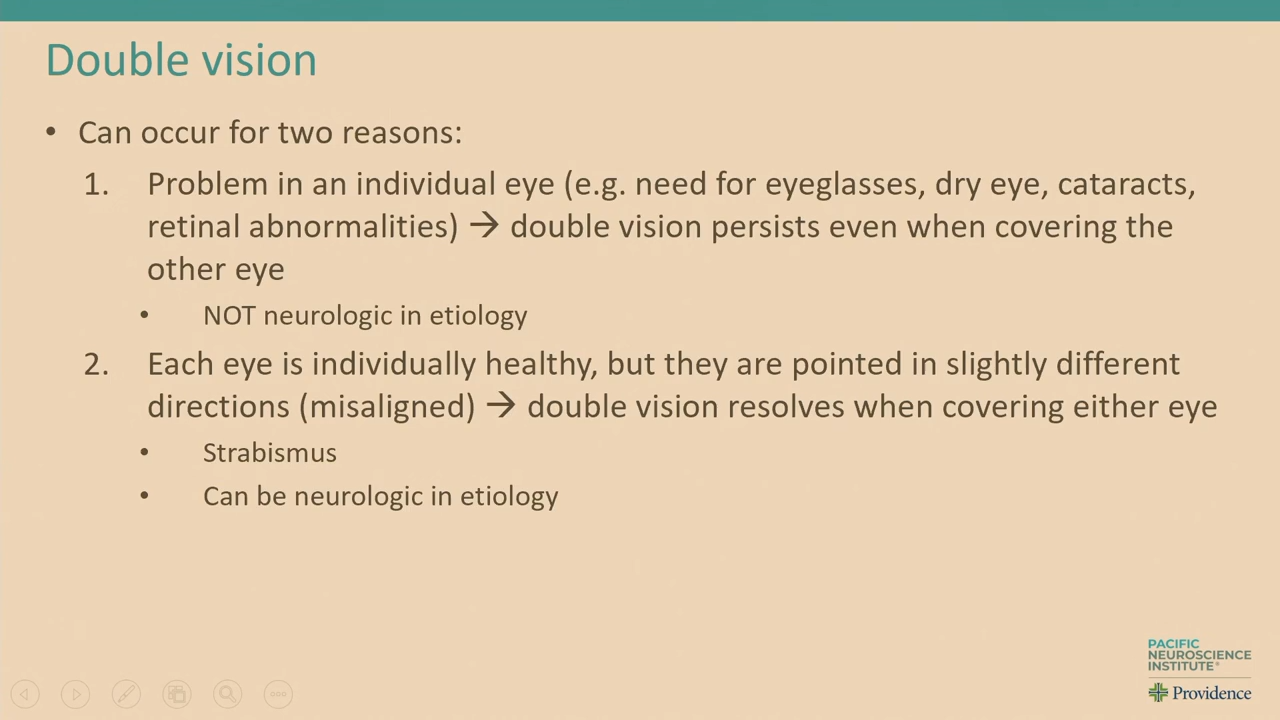 Double vision
• Can occur for two reasons:
1. Problem in an individual eye (e.g. need for eyeglasses, dry eye, cataracts,
retinal abnormalities) → double vision persists even when covering the
other eye
• NOT neurologic in etiology
2. Each eye is individually healthy, but they are pointed in slightly different
directions (misaligned) → double vision resolves when covering either eye
• Strabismus
• Can be neurologic in etiology
PACIFIC
NEUROSCIENCE
INSTITUTE®
Providence